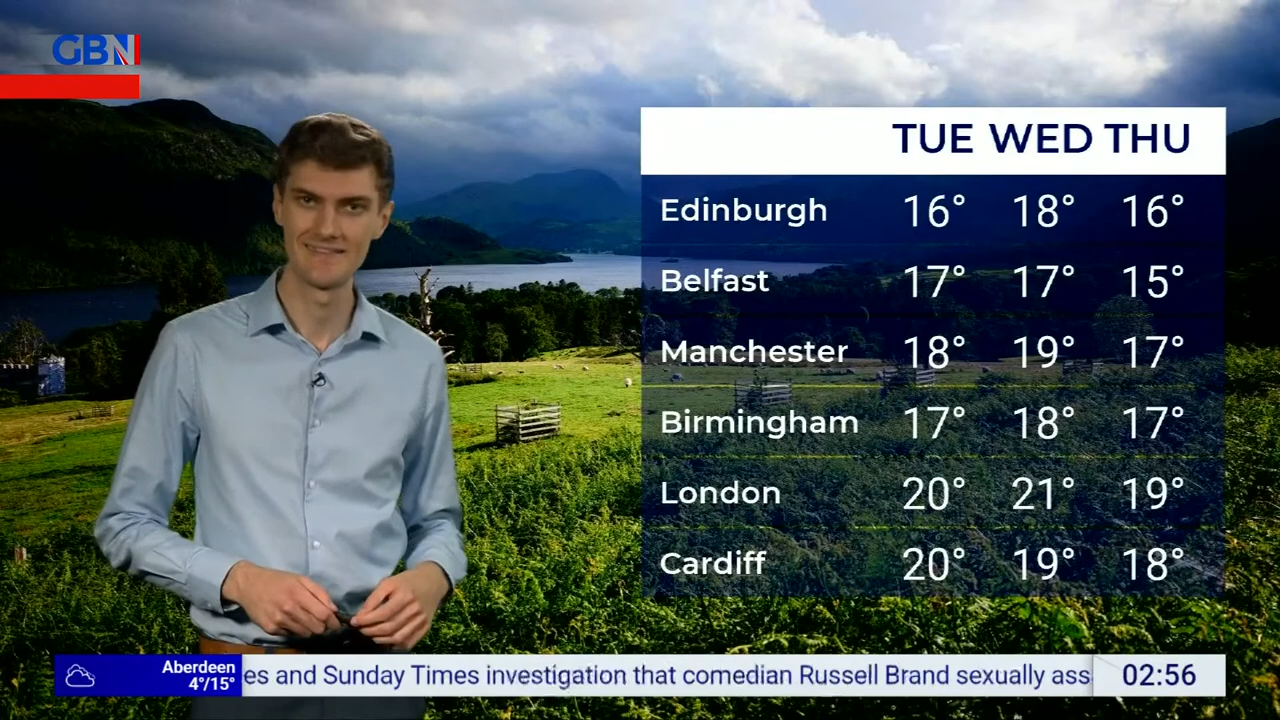 GBN
TUE WED THU
Edinburgh 16° 18° 16°
Belfast 17° 17° 15°
Manchester 18° 19° 17°
Birmingham 17° 18° 17°
London 20° 21° 19°
Cardiff 20° 19° 18°
Aberdeen
4°/15°
es and Sunday Times investigation that comedian Russell Brand sexually ass
02:56